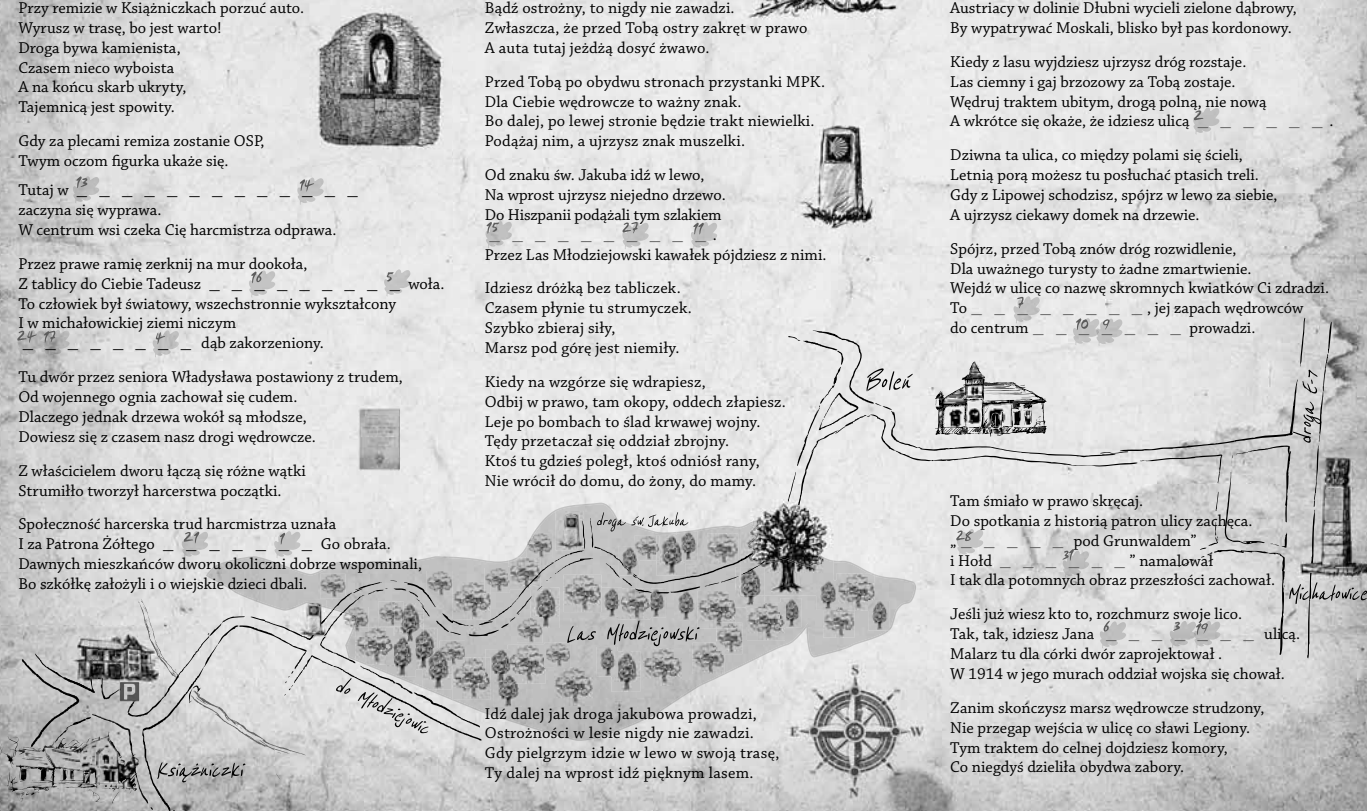 Przy remizie w Książniczkach porzuć auto.
Wyrusz w trasę, bo jest warto!
Droga bywa kamienista,
Czasem nieco wyboista
A na końcu skarb ukryty,
Tajemnicą jest spowity.
Gdy za plecami remiza zostanie OSP,
Twym oczom figurka ukaże się.
13 14
Tutaj w _ _ _ _ _ _ _ _ _ _ _ _ _ _
zaczyna się wyprawa.
W centrum wsi czeka Cię harcmistrza odprawa.
Przez prawe ramię zerknij na mur dookoła,
16 5
Z tablicy do Ciebie Tadeusz _ _ _ _ _ _ _ _ _ _ woła.
To człowiek był światowy, wszechstronnie wykształcony
I w michałowickiej ziemi niczym
24 17 4
_ _ _ _ _ _ _ _ _ dąb zakorzeniony.
Tu dwór przez seniora Władysława postawiony z trudem,
Od wojennego ognia zachował się cudem.
Dlaczego jednak drzewa wokół są młodsze,
Dowiesz się z czasem nasz drogi wędrowcze.
Z właścicielem dworu łączą się różne wątki
Strumiłło tworzył harcerstwa początki.
Społeczność harcerska trud harcmistrza uznała
21 1
I za Patrona Żółtego _ _ _ _ _ _ _ Go obrała.
Dawnych mieszkańców dworu okoliczni dobrze wspominali,
Bo szkółkę założyli i o wiejskie dzieci dbali.
P
Książniczki
do Młodziejowic
Bądź ostrożny, to nigdy nie zawadzi.
Zwłaszcza, że przed Tobą ostry zakręt w prawo
A auta tutaj jeżdżą dosyć żwawo.
Przed Tobą po obydwu stronach przystanki MPK.
Dla Ciebie wędrowcze to ważny znak.
Bo dalej, po lewej stronie będzie trakt niewielki.
Podążaj nim, a ujrzysz znak muszelki.
Od znaku św. Jakuba idź w lewo,
Na wprost ujrzysz niejedno drzewo.
Do Hiszpanii podążali tym szlakiem
15 27 11
_ _ _ _ _ _ _ _ _ _ _ .
Przez Las Młodziejowski kawałek pójdziesz z nimi.
Idziesz dróżką bez tabliczek.
Czasem płynie tu strumyczek.
Szybko zbieraj siły,
Marsz pod górę jest niemiły.
Kiedy na wzgórze się wdrapiesz,
Odbij w prawo, tam okopy, oddech złapiesz.
Leje po bombach to ślad krwawej wojny.
Tędy przetaczał się oddział zbrojny.
Ktoś tu gdzieś poległ, ktoś odniósł rany,
Nie wrócił do domu, do żony, do mamy.
droga św. Jakuba
Las Młodziejowski
Idź dalej jak droga jakubowa prowadzi,
Ostrożności w lesie nigdy nie zawadzi.
Gdy pielgrzym idzie w lewo w swoją trasę,
Ty dalej na wprost idź pięknym lasem.
S
E W
N
Austriacy w dolinie Dłubni wycieli zielone dąbrowy,
By wypatrywać Moskali, blisko był pas kordonowy.
Kiedy z lasu wyjdziesz ujrzysz dróg rozstaje.
Las ciemny i gaj brzozowy za Tobą zostaje.
Wędruj traktem ubitym, drogą polną, nie nową
2
A wkrótce się okaże, że idziesz ulicą _ _ _ _ _ _ .
Dziwna ta ulica, co między polami się ścieli,
Letnią porą możesz tu posłuchać ptasich treli.
Gdy z Lipowej schodzisz, spójrz w lewo za siebie,
A ujrzysz ciekawy domek na drzewie.
Spójrz, przed Tobą znów dróg rozwidlenie,
Dla uważnego turysty to żadne zmartwienie.
Wejdź w ulicę co nazwę skromnych kwiatków Ci zdradzi.
7
To _ _ _ _ _ _ _ _ , jej zapach wędrowców
10 9
do centrum _ _ _ _ _ _ _ prowadzi.
Boleń
droga E-7
Michałowice
Tam śmiało w prawo skręcaj.
Do spotkania z historią patron ulicy zachęca.
28
„_ _ _ _ _ _ pod Grunwaldem”
31
i Hołd _ _ _ _ _ _” namalował
I tak dla potomnych obraz przeszłości zachował.
Jeśli już wiesz kto to, rozchmurz swoje lico.
6 3 19
Tak, tak, idziesz Jana _ _ _ _ _ _ _ _ ulicą.
Malarz tu dla córki dwór zaprojektował .
W 1914 w jego murach oddział wojska się chował.
Zanim skończysz marsz wędrowcze strudzony,
Nie przegap wejścia w ulicę co sławi Legiony.
Tym traktem do celnej dojdziesz komory,
Co niegdyś dzieliła obydwa zabory.